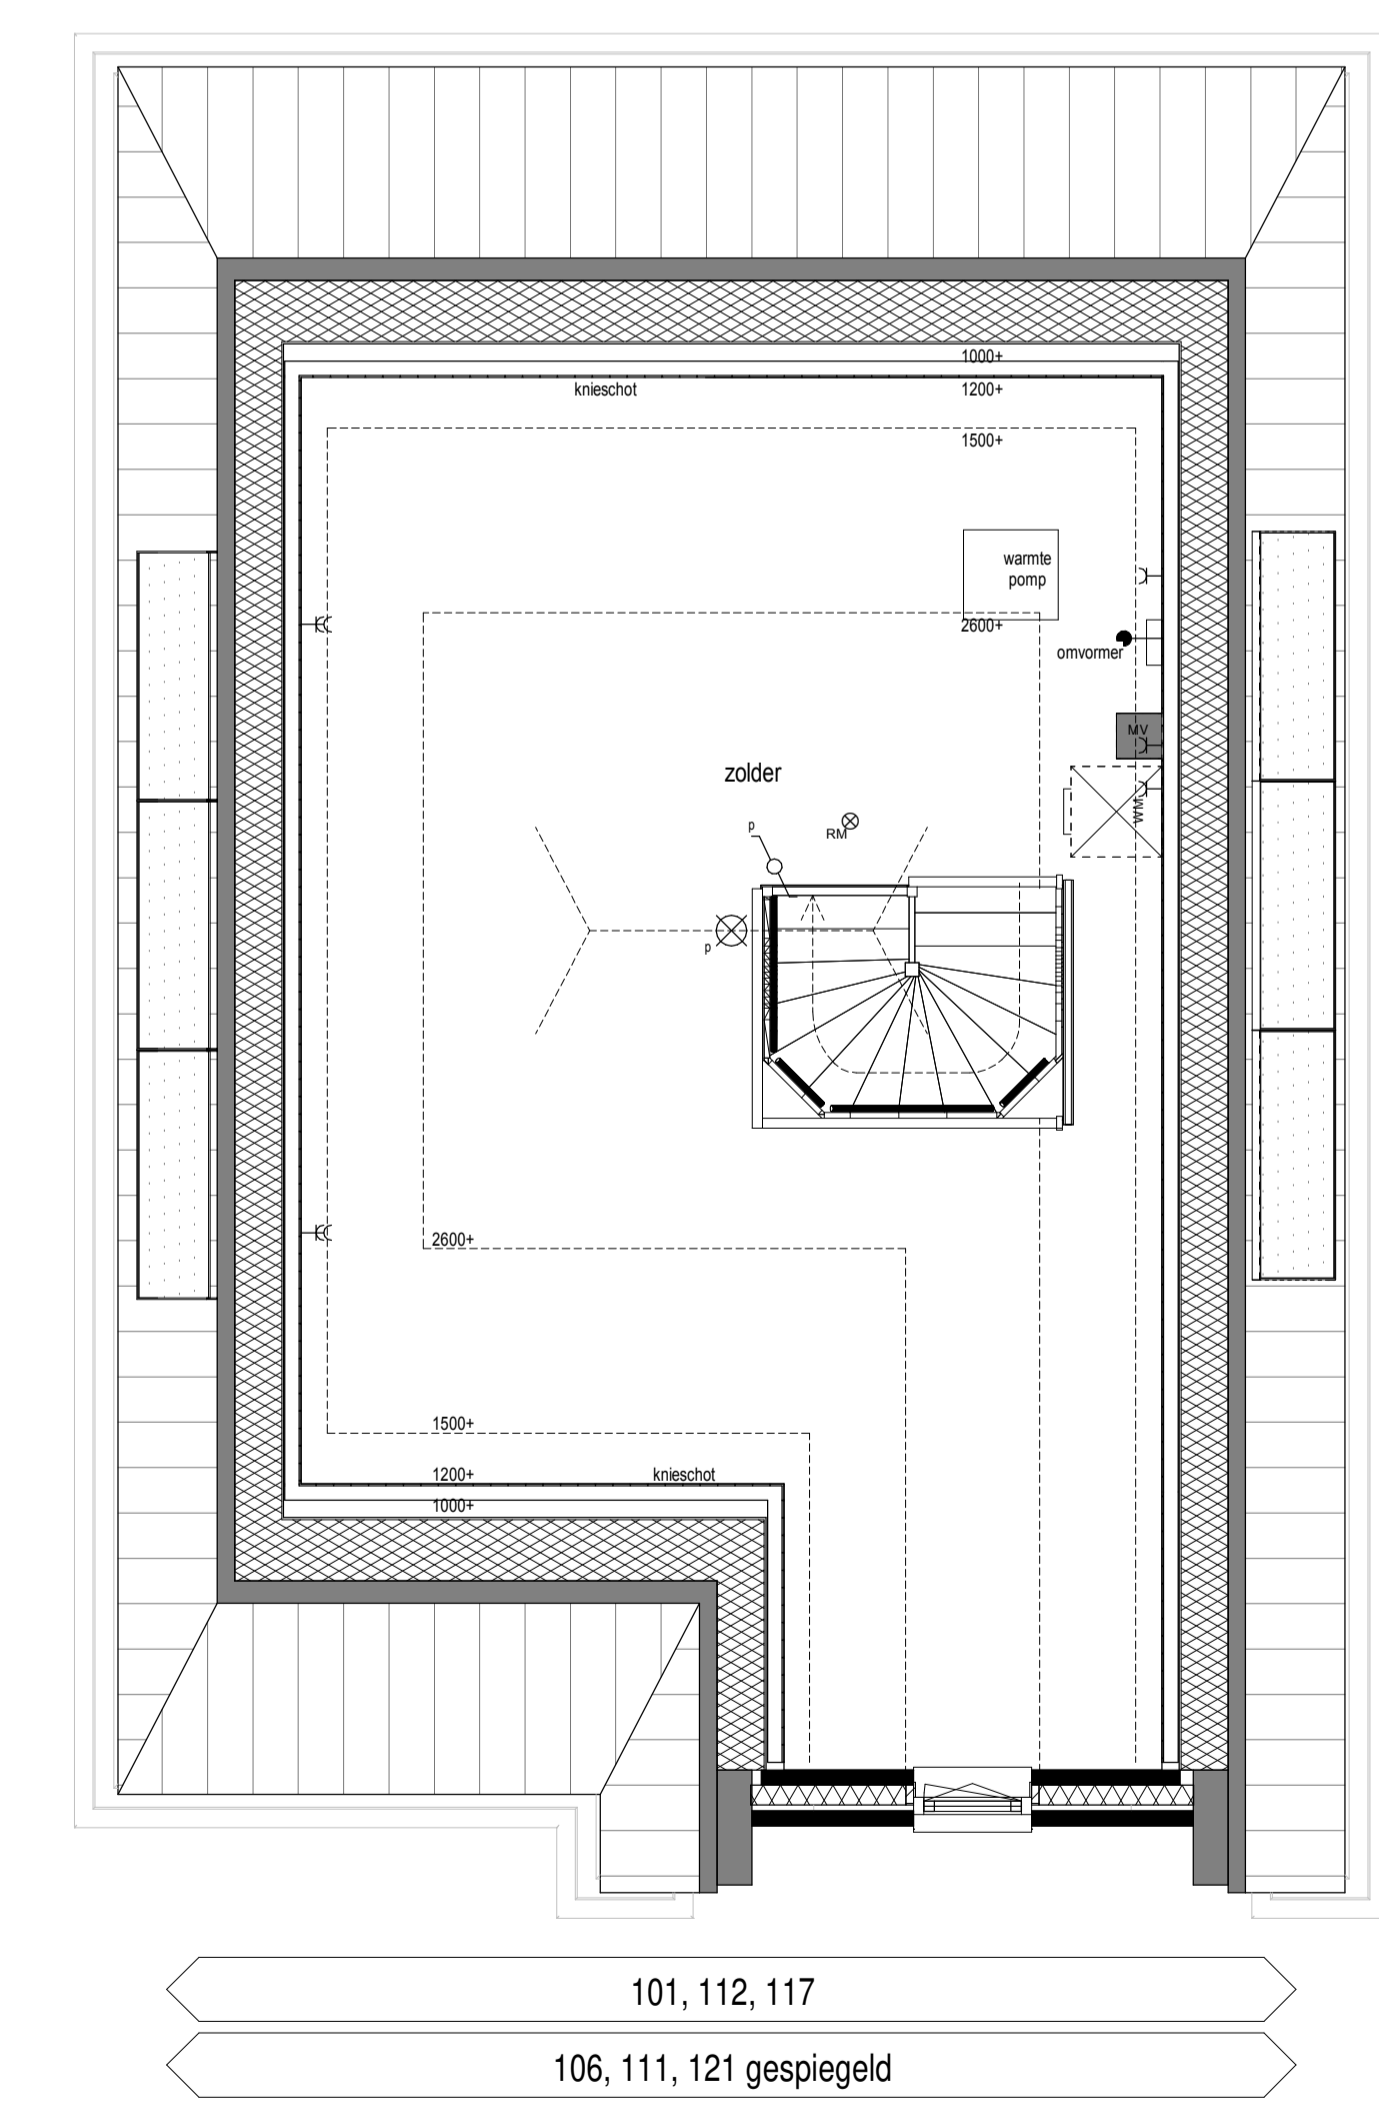 1000+
knieschot
1200+
1500+
warmte
pomp
2600+
omvormer
MV
zolder
WM
p
RM
p
2600+
1500+
1200+
knieschot
1000+
101, 112, 117
106, 111, 121 gespiegeld